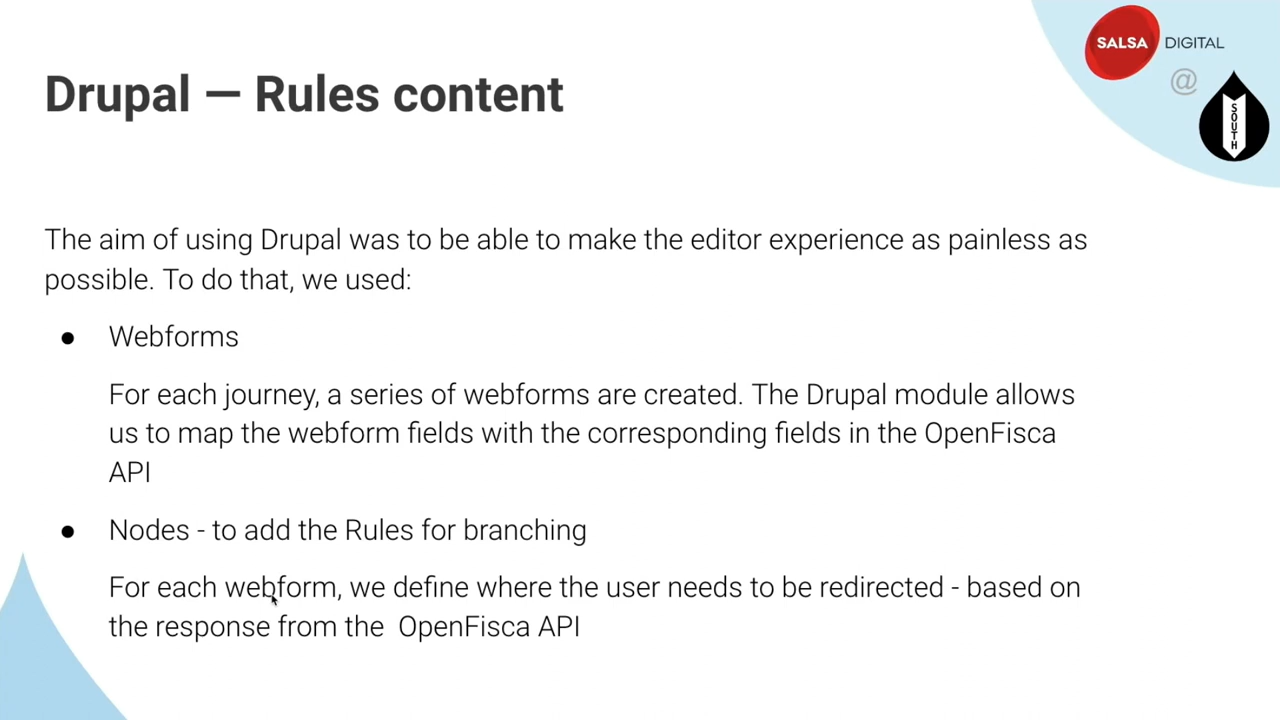 SALSA DIGITAL
@
SOUTH
Drupal — Rules content
The aim of using Drupal was to be able to make the editor experience as painless as
possible. To do that, we used:
● Webforms
For each journey, a series of webforms are created. The Drupal module allows
us to map the webform fields with the corresponding fields in the OpenFisca
API
● Nodes - to add the Rules for branching
For each webform, we define where the user needs to be redirected - based on
the response from the  OpenFisca API